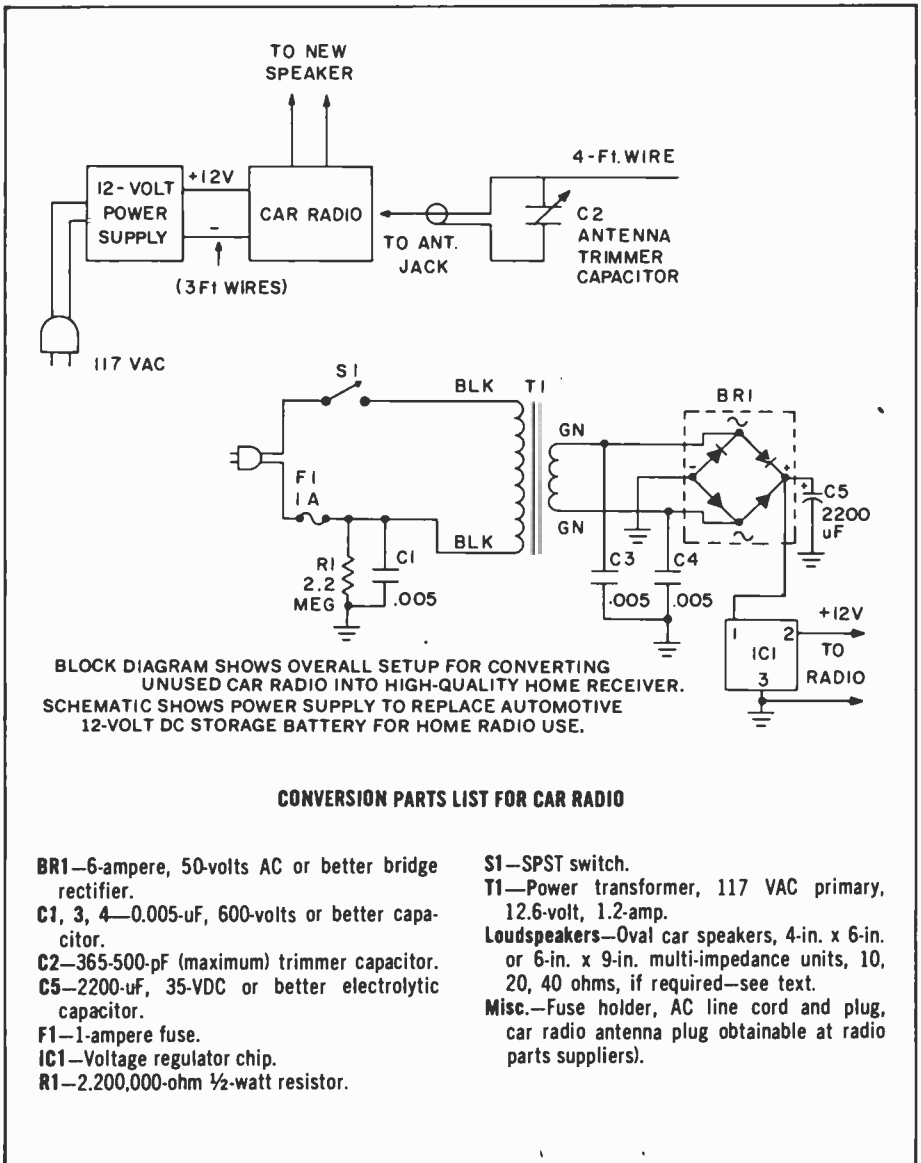 TO NEW
SPEAKER
4-Ft. WIRE
12-VOLT
POWER
SUPPLY
+12V
-
CAR RADIO
TO ANT.
JACK
C2
ANTENNA
TRIMMER
CAPACITOR
(3Ft WIRES)
117 VAC
S1
BLK
T1
BR1
GN
~
F1
1A
-
+
+
C5
2200
uF
BLK
GN
~
R1
2.2
MEG
C1
.005
C3
.005
C4
.005
1
2
IC1
3
+12V
TO
RADIO
BLOCK DIAGRAM SHOWS OVERALL SETUP FOR CONVERTING
UNUSED CAR RADIO INTO HIGH-QUALITY HOME RECEIVER.
SCHEMATIC SHOWS POWER SUPPLY TO REPLACE AUTOMOTIVE
12-VOLT DC STORAGE BATTERY FOR HOME RADIO USE.
CONVERSION PARTS LIST FOR CAR RADIO
BR1—6-ampere, 50-volts AC or better bridge
rectifier.
C1, 3, 4—0.005-uF, 600-volts or better capa-
citor.
C2—365-500-pF (maximum) trimmer capacitor.
C5—2200-uF, 35-VDC or better electrolytic
capacitor.
F1—1-ampere fuse.
IC1—Voltage regulator chip.
R1—2.200,000-ohm ½-watt resistor.
S1—SPST switch.
T1—Power transformer, 117 VAC primary,
12.6-volt, 1.2-amp.
Loudspeakers—Oval car speakers, 4-in. x 6-in.
or 6-in. x 9-in. multi-impedance units, 10,
20, 40 ohms, if required—see text.
Misc.—Fuse holder, AC line cord and plug,
car radio antenna plug obtainable at radio
parts suppliers).